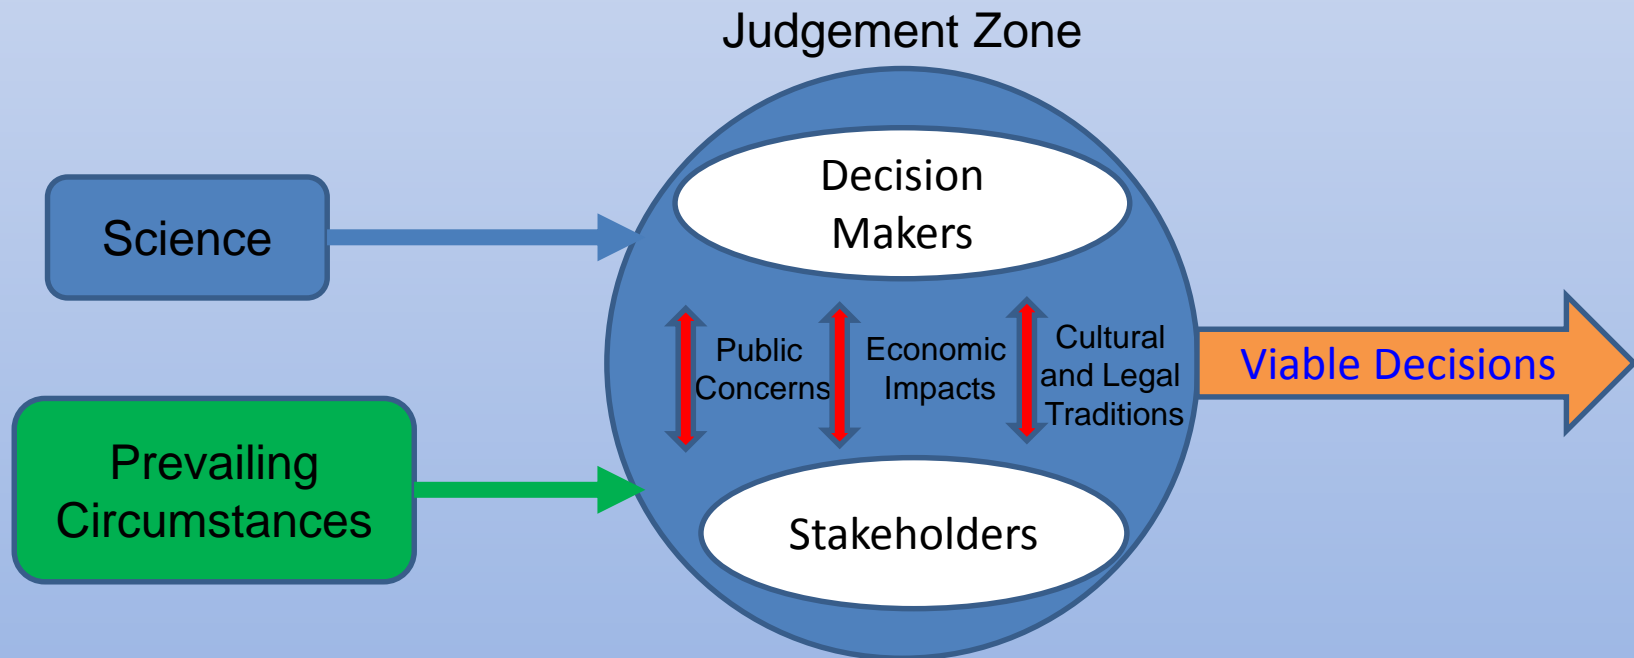 Judgement Zone
Decision
Makers
Science
Public
Concerns
Economic
Impacts
Cultural
and Legal
Traditions
Viable Decisions
Prevailing
Circumstances
Stakeholders